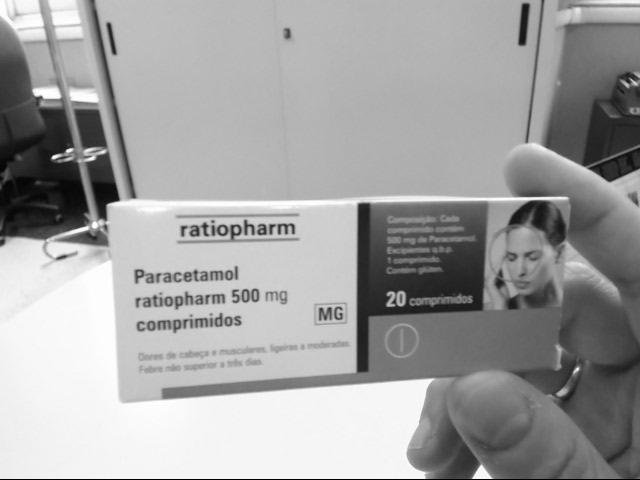 ratiopharm
Paracetamol
ratiopharm 500 mg
comprimidos
MG
Dores de cabeça e musculares, ligeiras a moderadas.
Febre não superior a três dias.
Composição: Cada
comprimido contém
500 mg de Paracetamol.
Excipientes q.b.p.
1 comprimido.
Contém glúten.
20 comprimidos